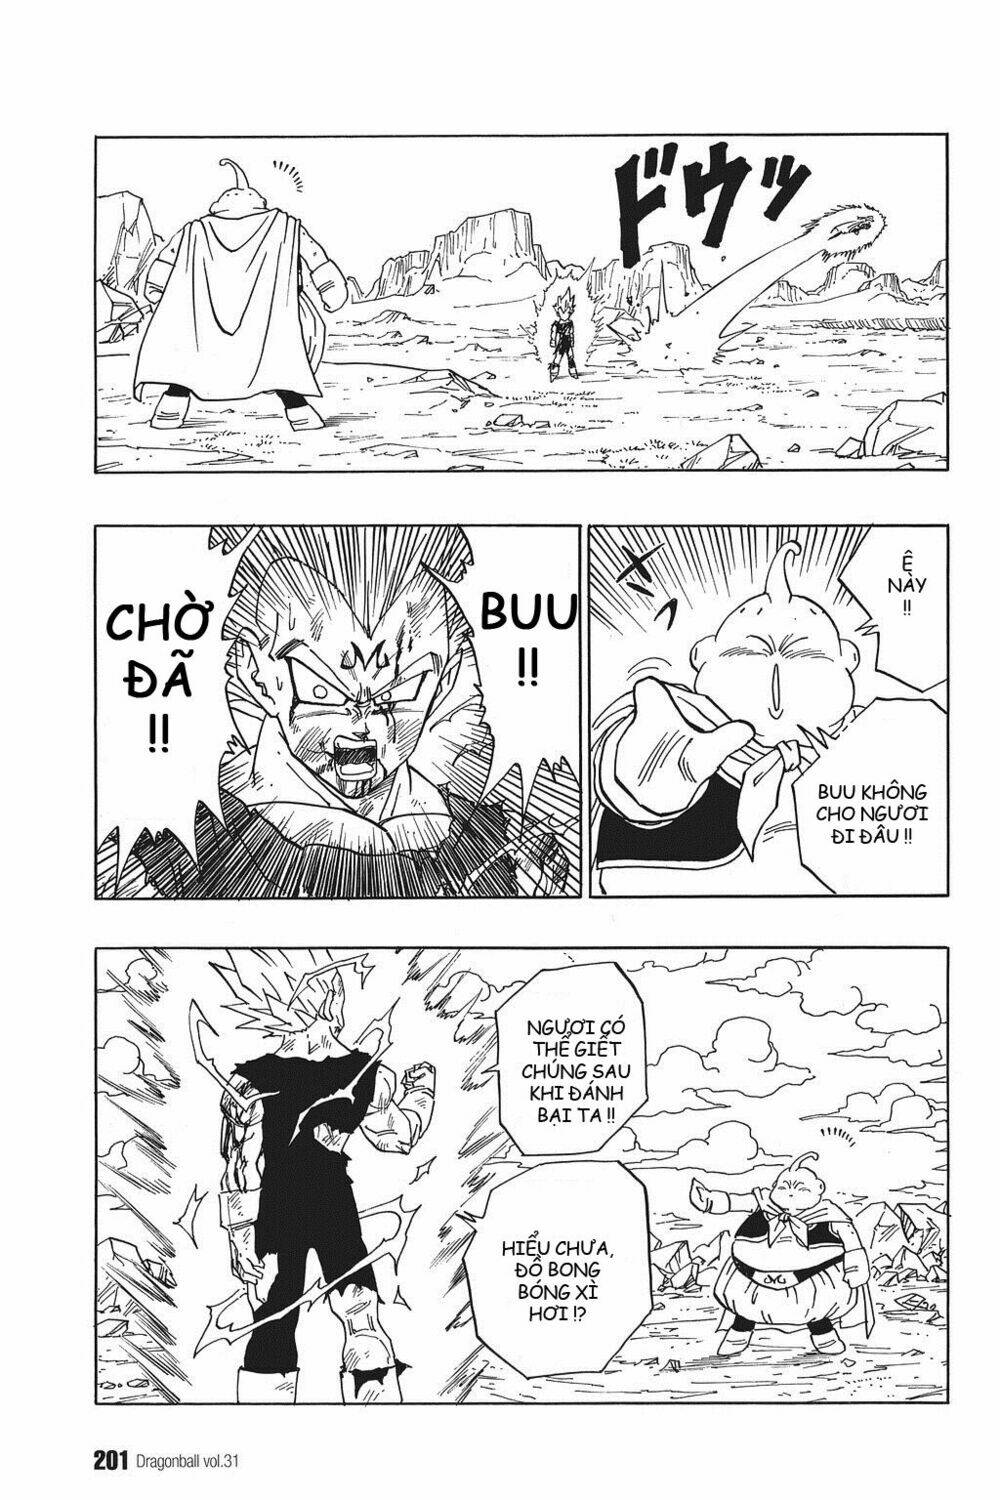 ドウッ
Ê
NÀY
!!
BUU KHÔNG
CHO NGƯƠI
ĐI ĐÂU !!
BUU
!!
CHỜ
ĐÃ
!!
NGƯƠI CÓ
THỂ GIẾT
CHÚNG SAU
KHI ĐÁNH
BẠI TA !!
HIỂU CHƯA,
ĐỒ BONG
BÓNG XÌ
HƠI !?
201 Dragonball vol.31